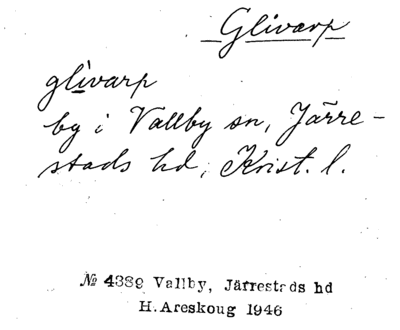 Glivarp
glivarp
by i Vallby sn, Järre-
stads hd, Krist. l.
№ 4389 Vallby, Järrestads hd
H. Areskoug 1946